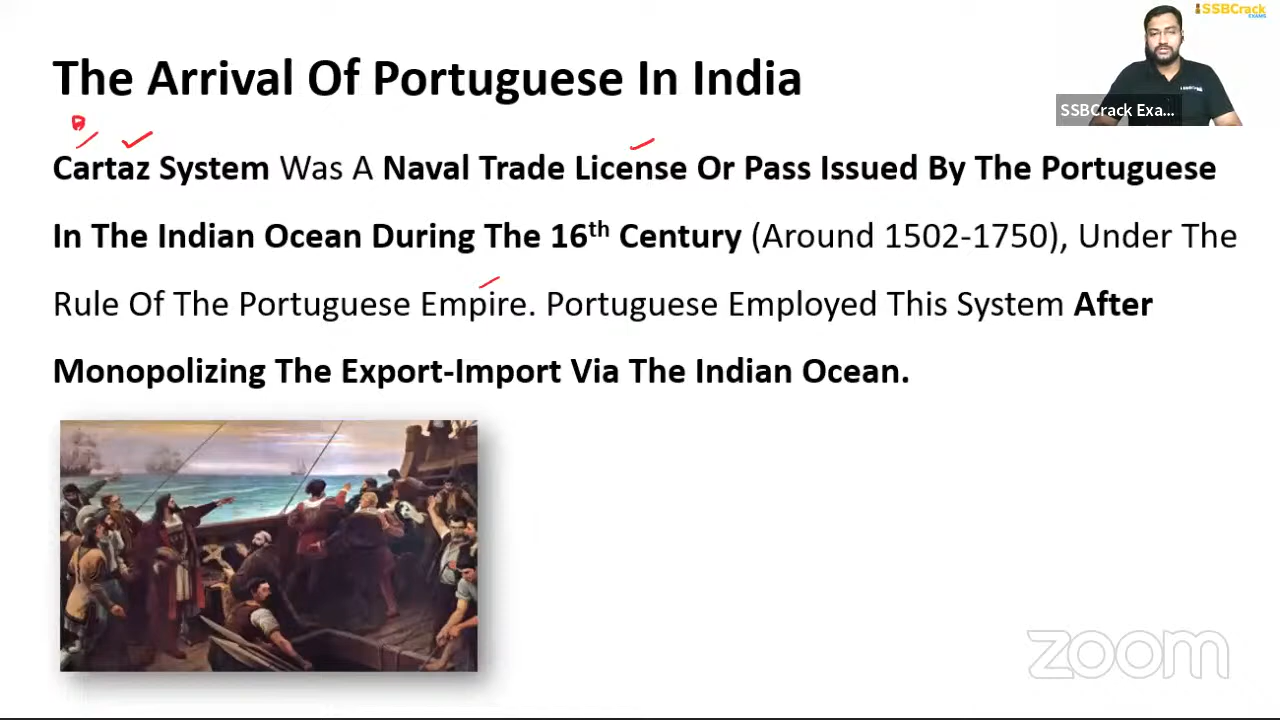 SSBCrack
EXAMS
The Arrival Of Portuguese In India
SSBCrack Exa...
Cartaz System Was A Naval Trade License Or Pass Issued By The Portuguese
In The Indian Ocean During The 16th Century (Around 1502-1750), Under The
Rule Of The Portuguese Empire. Portuguese Employed This System After
Monopolizing The Export-Import Via The Indian Ocean.
zoom